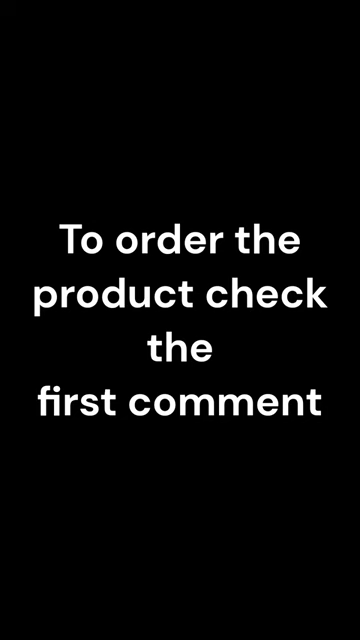 To order the
product check
the
first comment